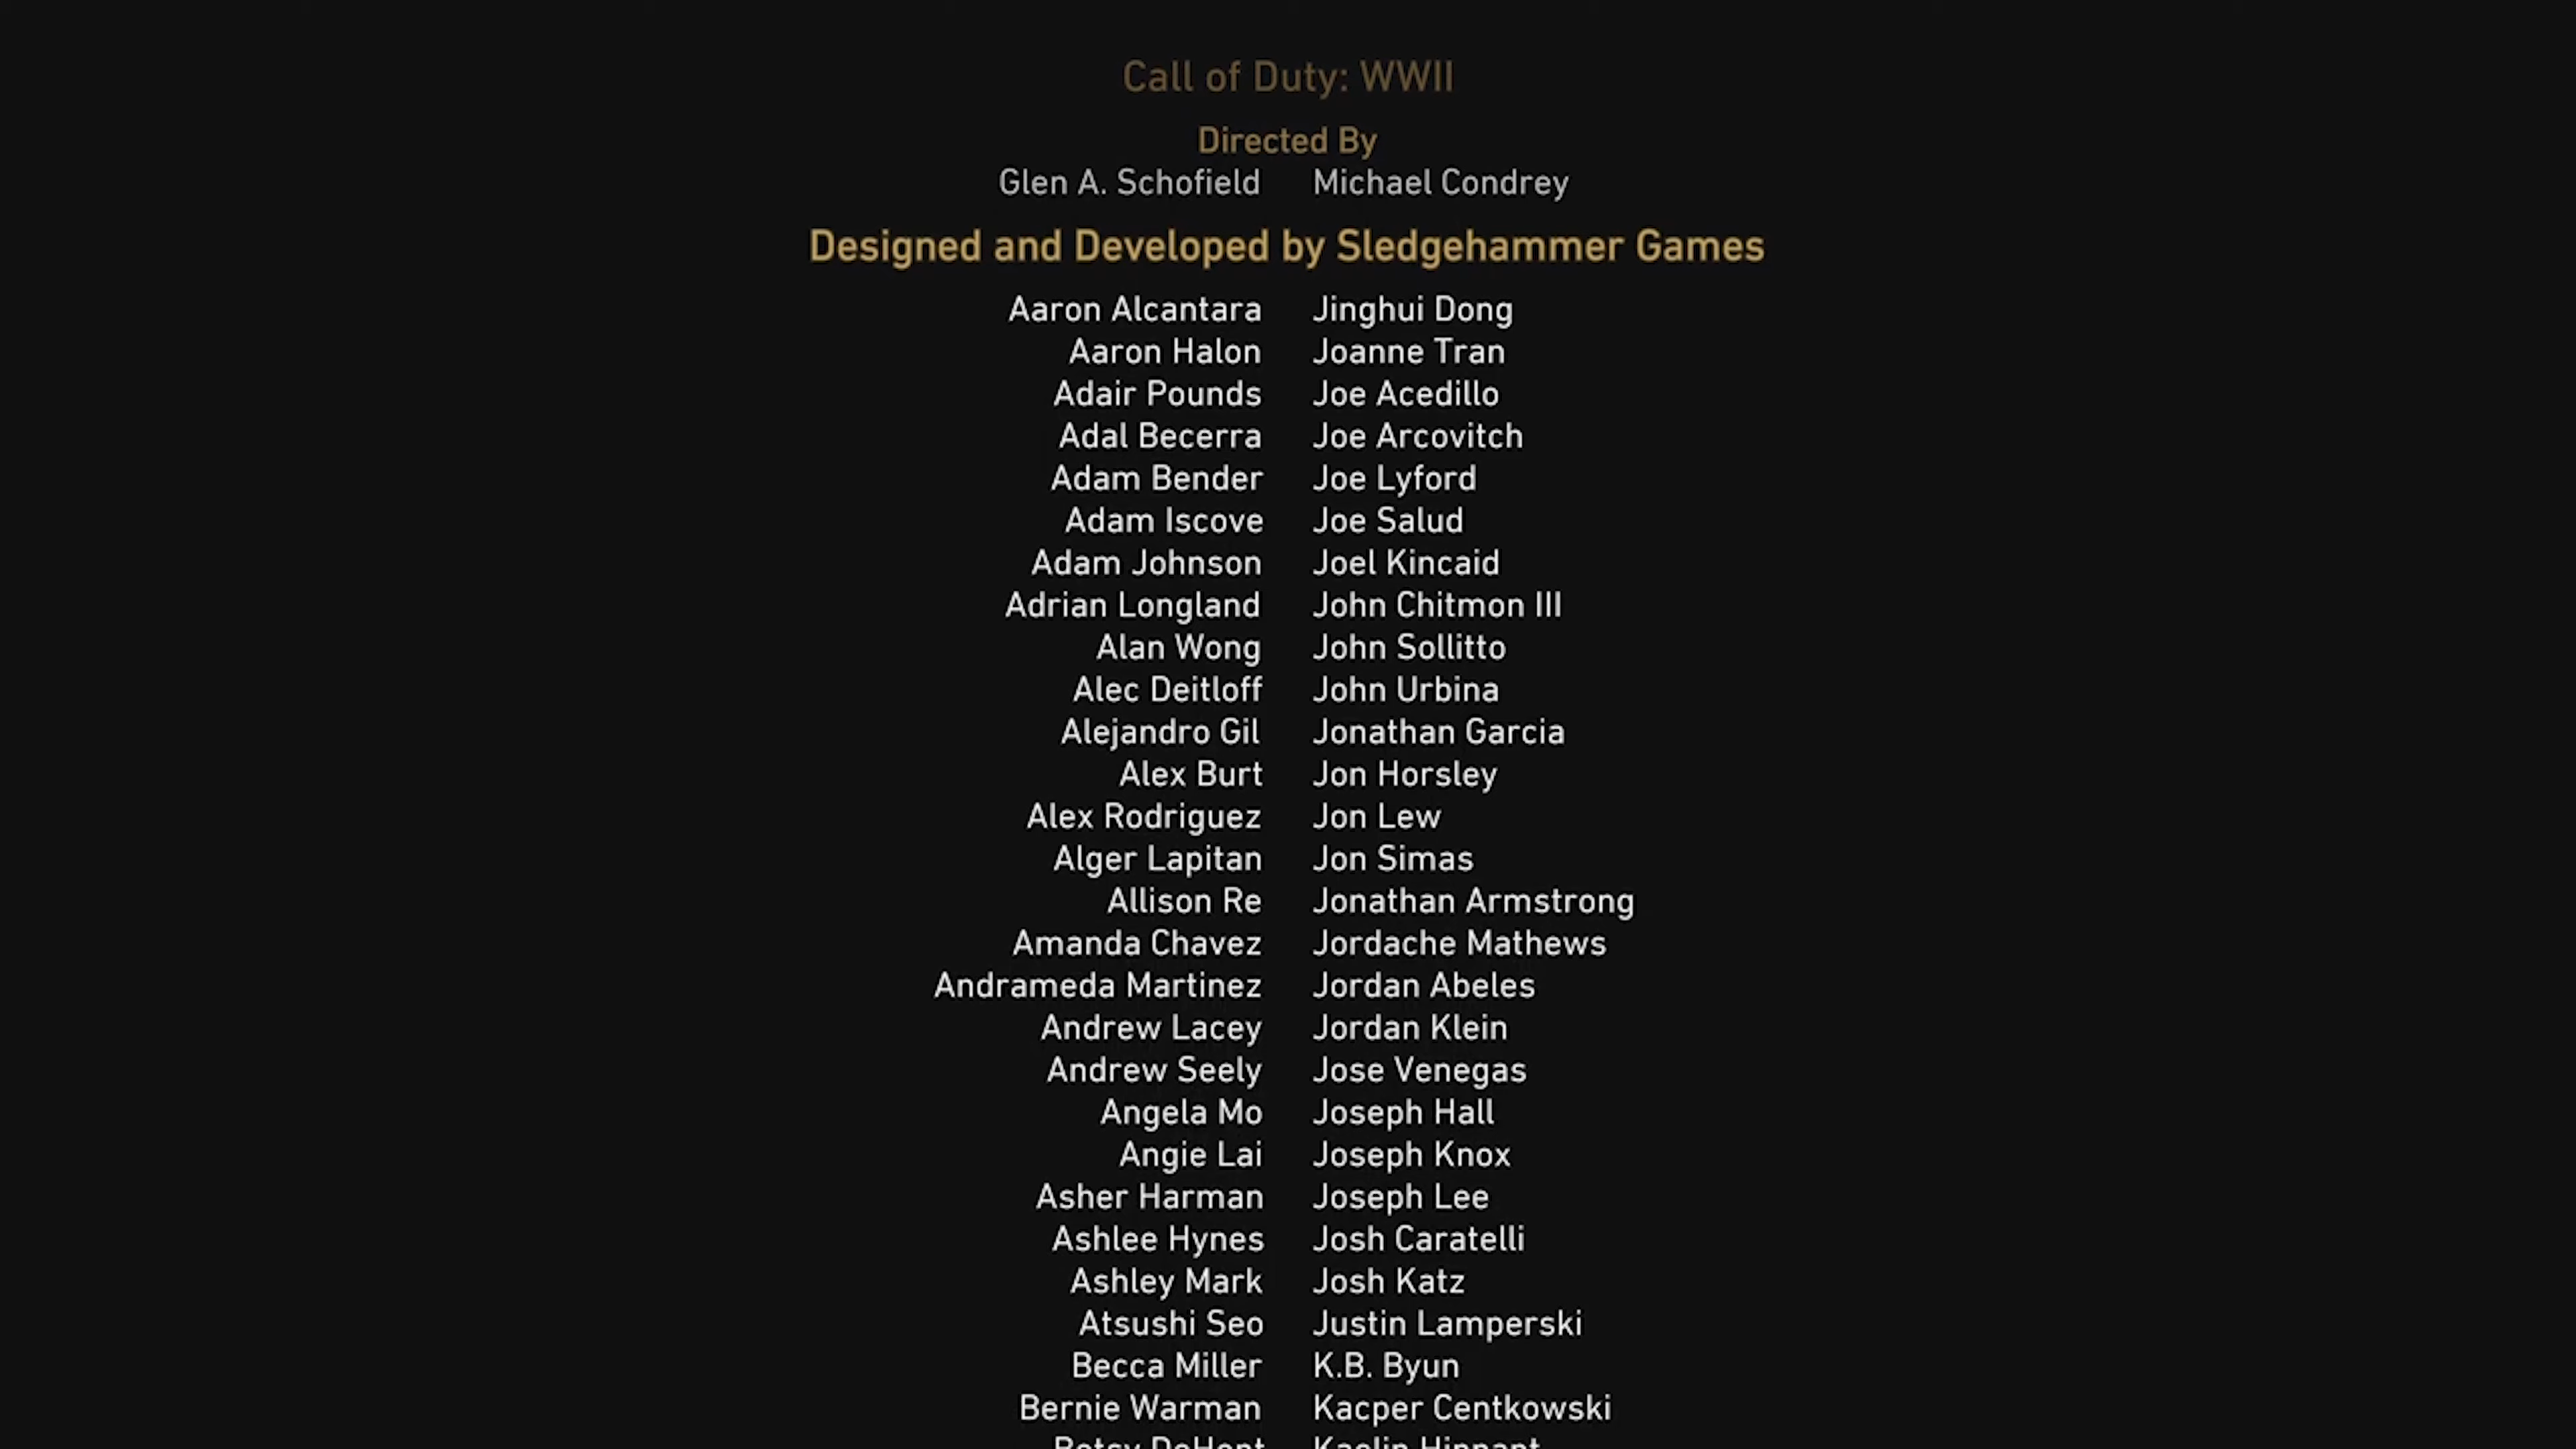 Call of Duty: WWII
Directed By
Glen A. Schofield Michael Condrey
Designed and Developed by Sledgehammer Games
Aaron Alcantara Jinghui Dong
Aaron Halon Joanne Tran
Adair Pounds Joe Acedillo
Adal Becerra Joe Arcovitch
Adam Bender Joe Lyford
Adam Iscove Joe Salud
Adam Johnson Joel Kincaid
Adrian Longland John Chitmon III
Alan Wong John Sollitto
Alec Deitloff John Urbina
Alejandro Gil Jonathan Garcia
Alex Burt Jon Horsley
Alex Rodriguez Jon Lew
Alger Lapitan Jon Simas
Allison Re Jonathan Armstrong
Amanda Chavez Jordache Mathews
Andrameda Martinez Jordan Abeles
Andrew Lacey Jordan Klein
Andrew Seely Jose Venegas
Angela Mo Joseph Hall
Angie Lai Joseph Knox
Asher Harman Joseph Lee
Ashlee Hynes Josh Caratelli
Ashley Mark Josh Katz
Atsushi Seo Justin Lamperski
Becca Miller K.B. Byun
Bernie Warman Kacper Centkowski